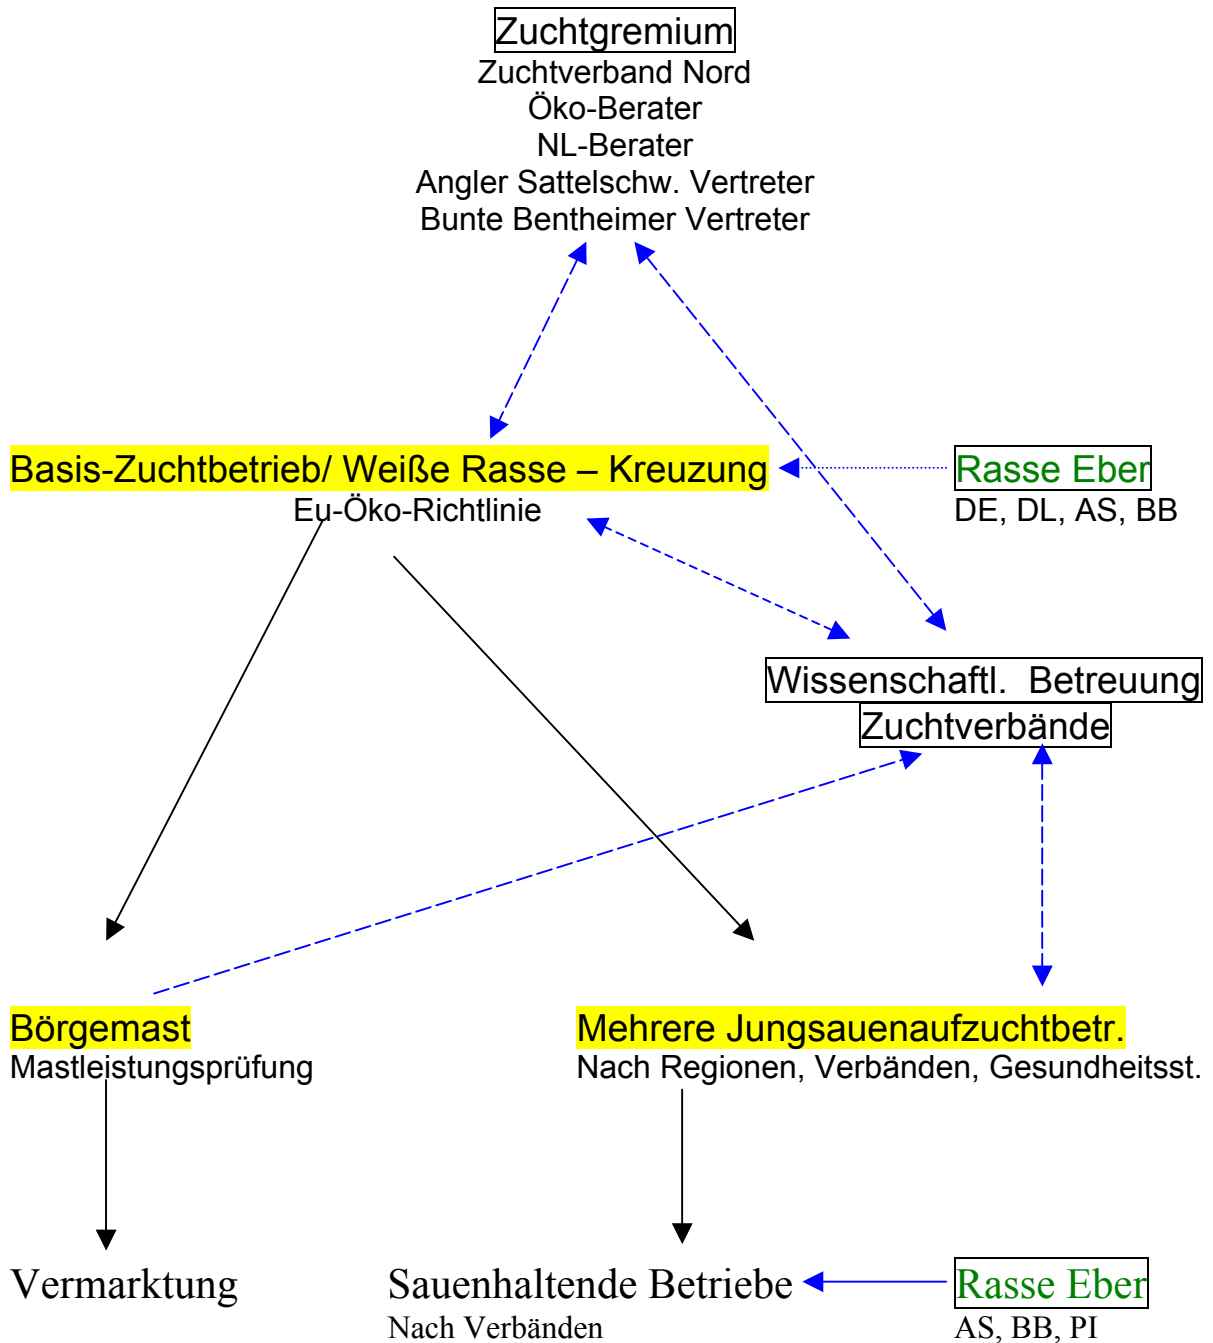 Zuchtgremium
Zuchtverband Nord
Öko-Berater
NL-Berater
Angler Sattelschw. Vertreter
Bunte Bentheimer Vertreter
Basis-Zuchtbetrieb/ Weiße Rasse – Kreuzung
Eu-Öko-Richtlinie
Rasse Eber
DE, DL, AS, BB
Wissenschaftl. Betreuung
Zuchtverbände
Börgemast
Mastleistungsprüfung
Mehrere Jungsauenaufzuchtbetr.
Nach Regionen, Verbänden, Gesundheitsst.
Vermarktung
Sauenhaltende Betriebe
Nach Verbänden
Rasse Eber
AS, BB, PI